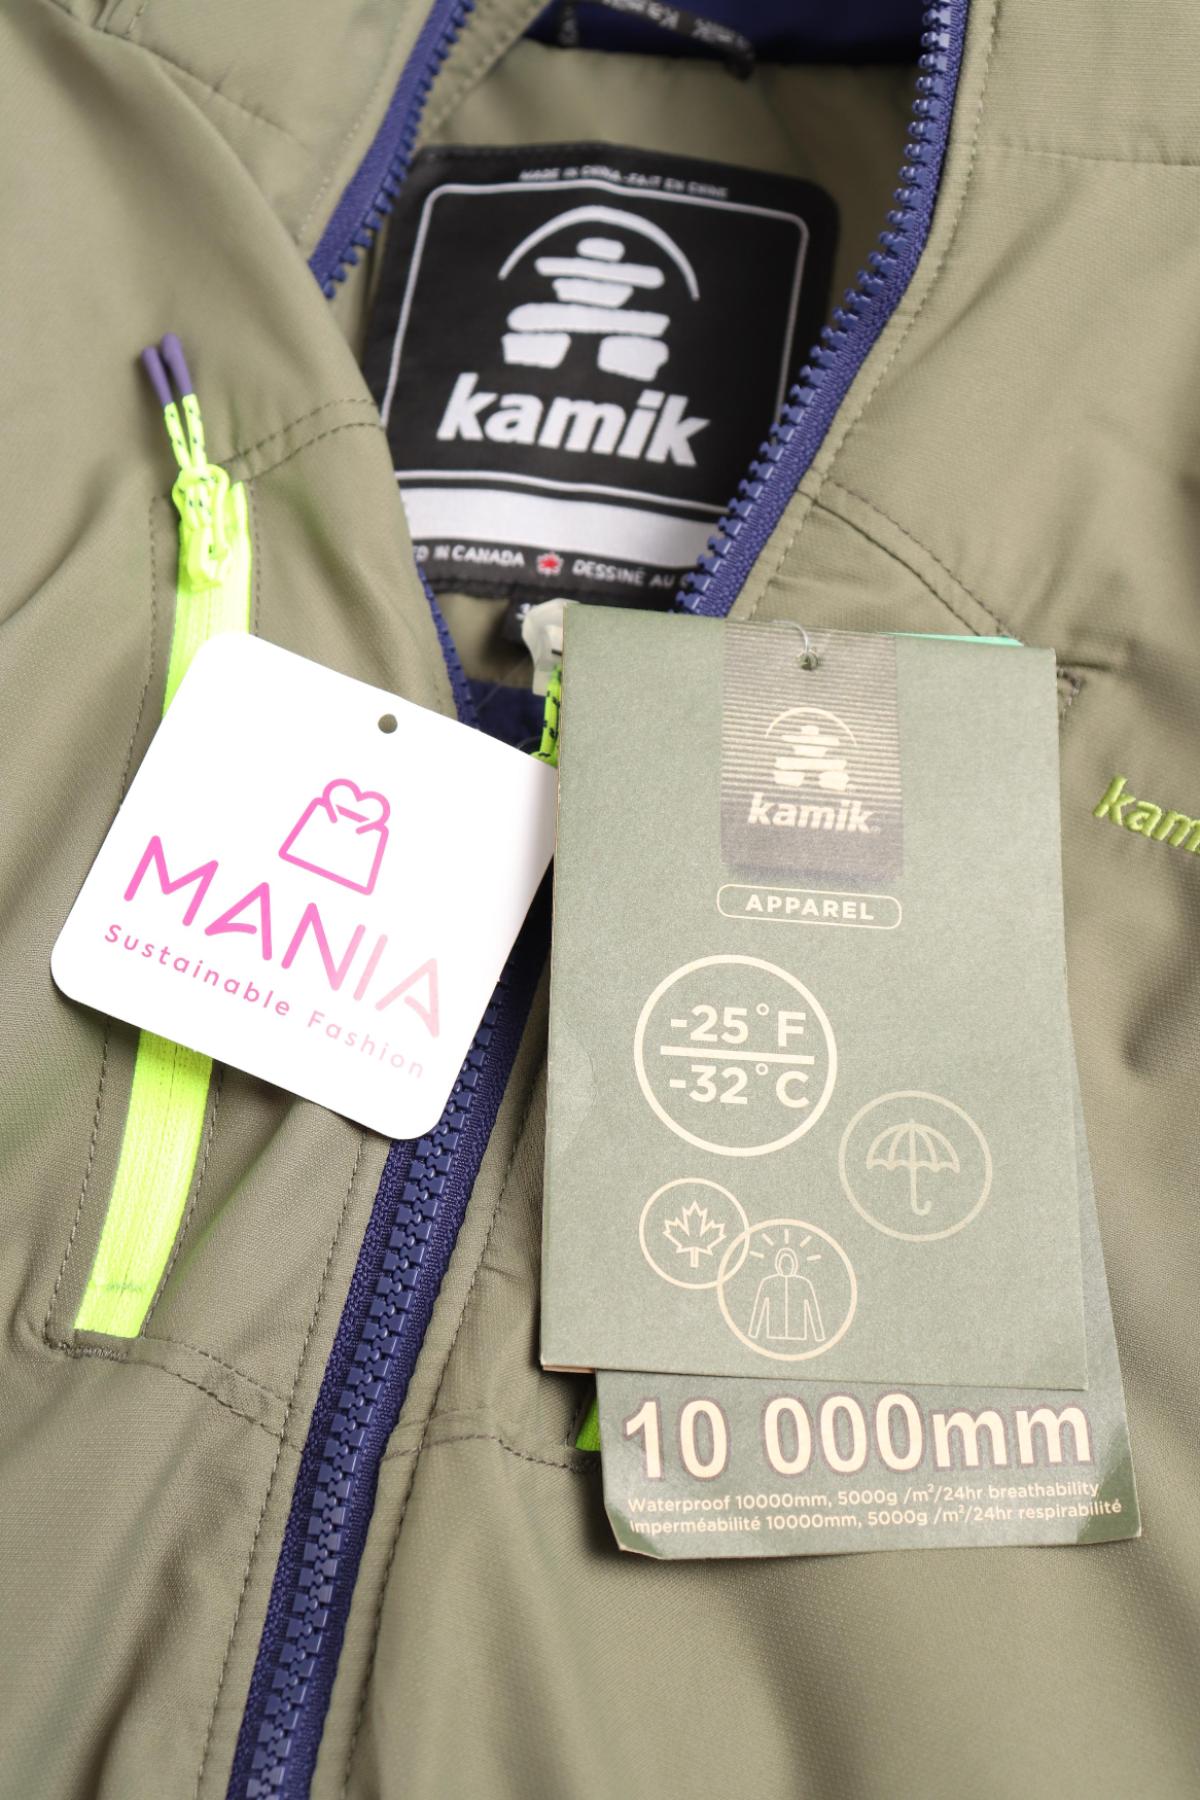 MADE IN CHINA - FAIT EN CHINE
kamik
ED IN CANADA DESSINÉ AU
kamik
APPAREL
-25°F
-32°C
10 000mm
Waterproof 10000mm, 5000g /m²/24hr breathability
Imperméabilité 10000mm, 5000g /m²/24hr respirabilité
MANIA
Sustainable Fashion
kam